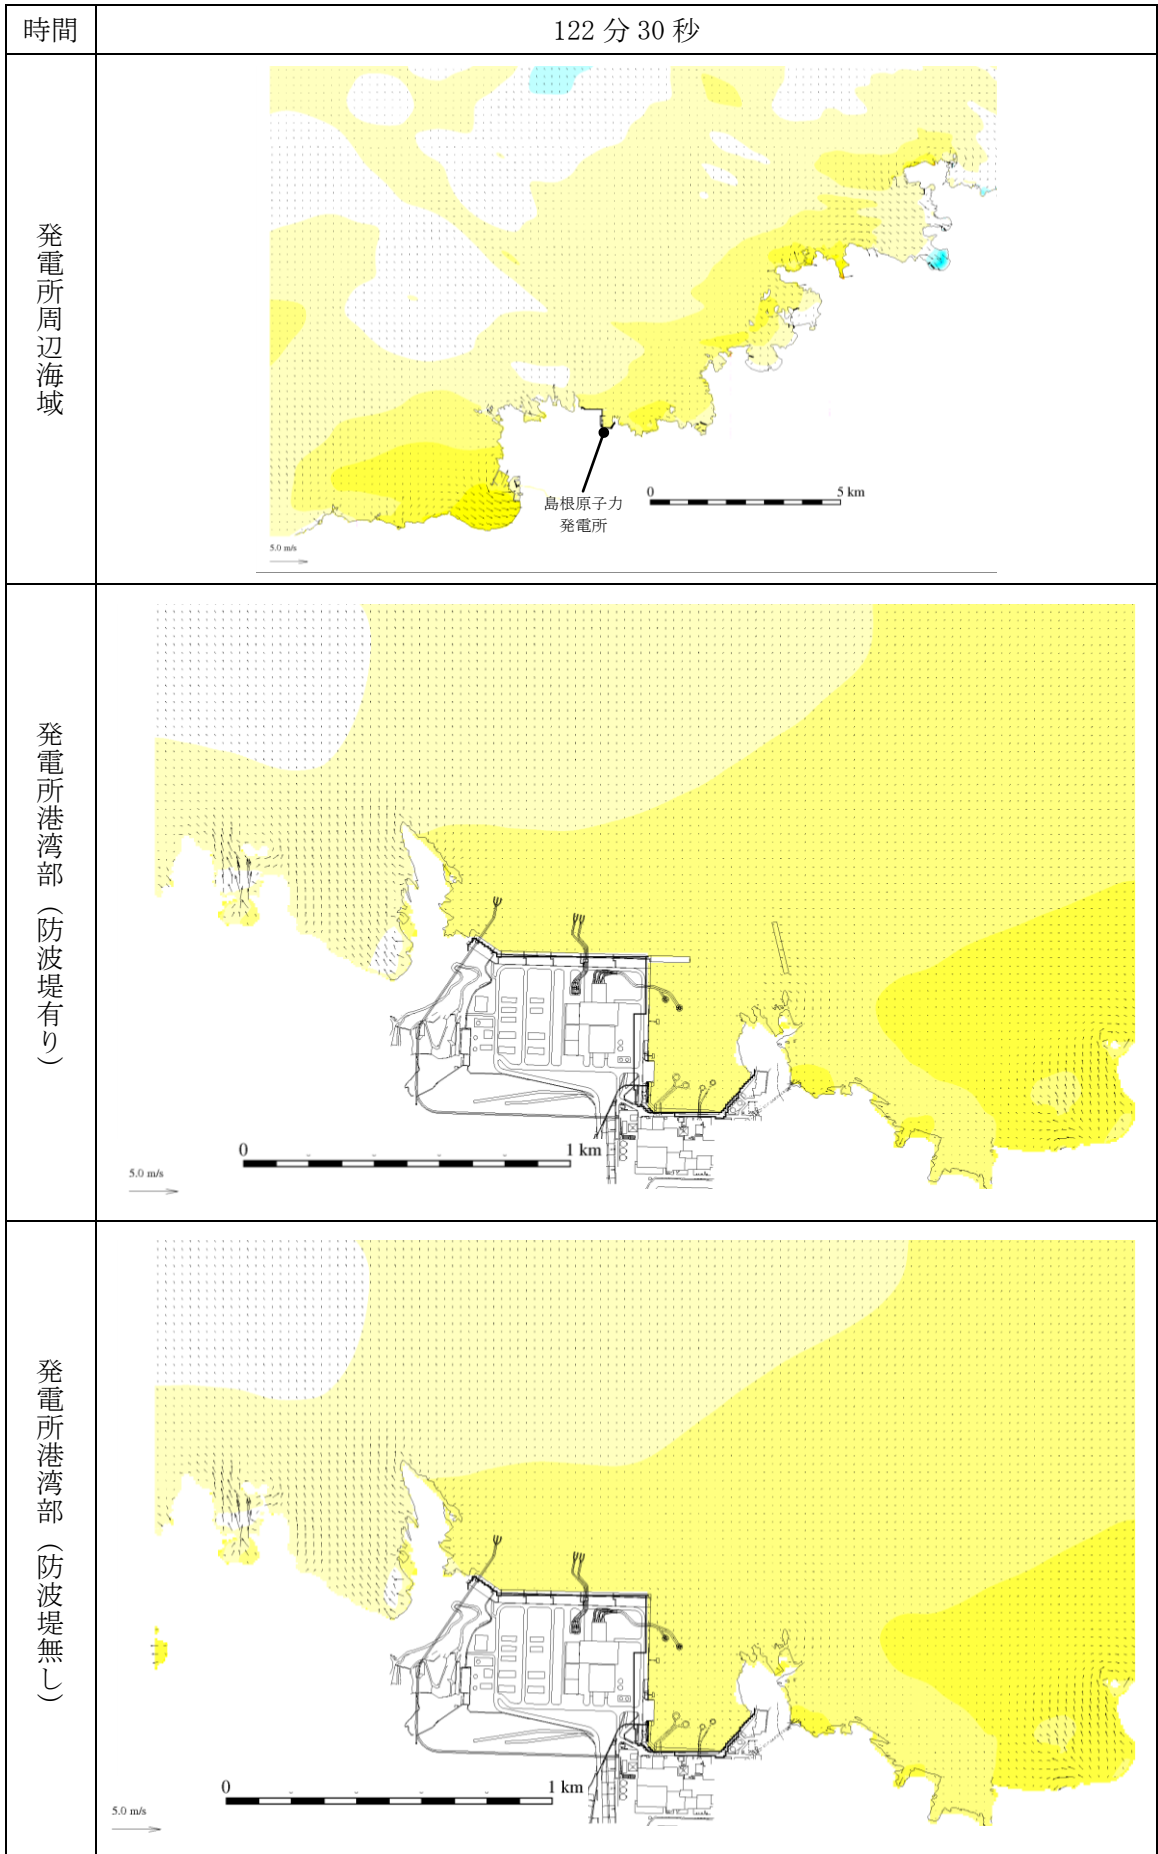 時間
122 分 30 秒
発電所周辺海域
島根原子力
発電所
0
5 km
5.0 m/s
発電所港湾部（防波堤有り）
0
1 km
5.0 m/s
発電所港湾部（防波堤無し）
0
1 km
5.0 m/s